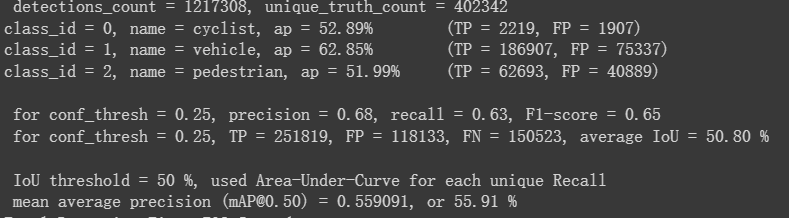 detections_count = 1217308, unique_truth_count = 402342
class_id = 0, name = cyclist, ap = 52.89% (TP = 2219, FP = 1907)
class_id = 1, name = vehicle, ap = 62.85% (TP = 186907, FP = 75337)
class_id = 2, name = pedestrian, ap = 51.99% (TP = 62693, FP = 40889)
for conf_thresh = 0.25, precision = 0.68, recall = 0.63, F1-score = 0.65
for conf_thresh = 0.25, TP = 251819, FP = 118133, FN = 150523, average IoU = 50.80 %
IoU threshold = 50 %, used Area-Under-Curve for each unique Recall
mean average precision (mAP@0.50) = 0.559091, or 55.91 %